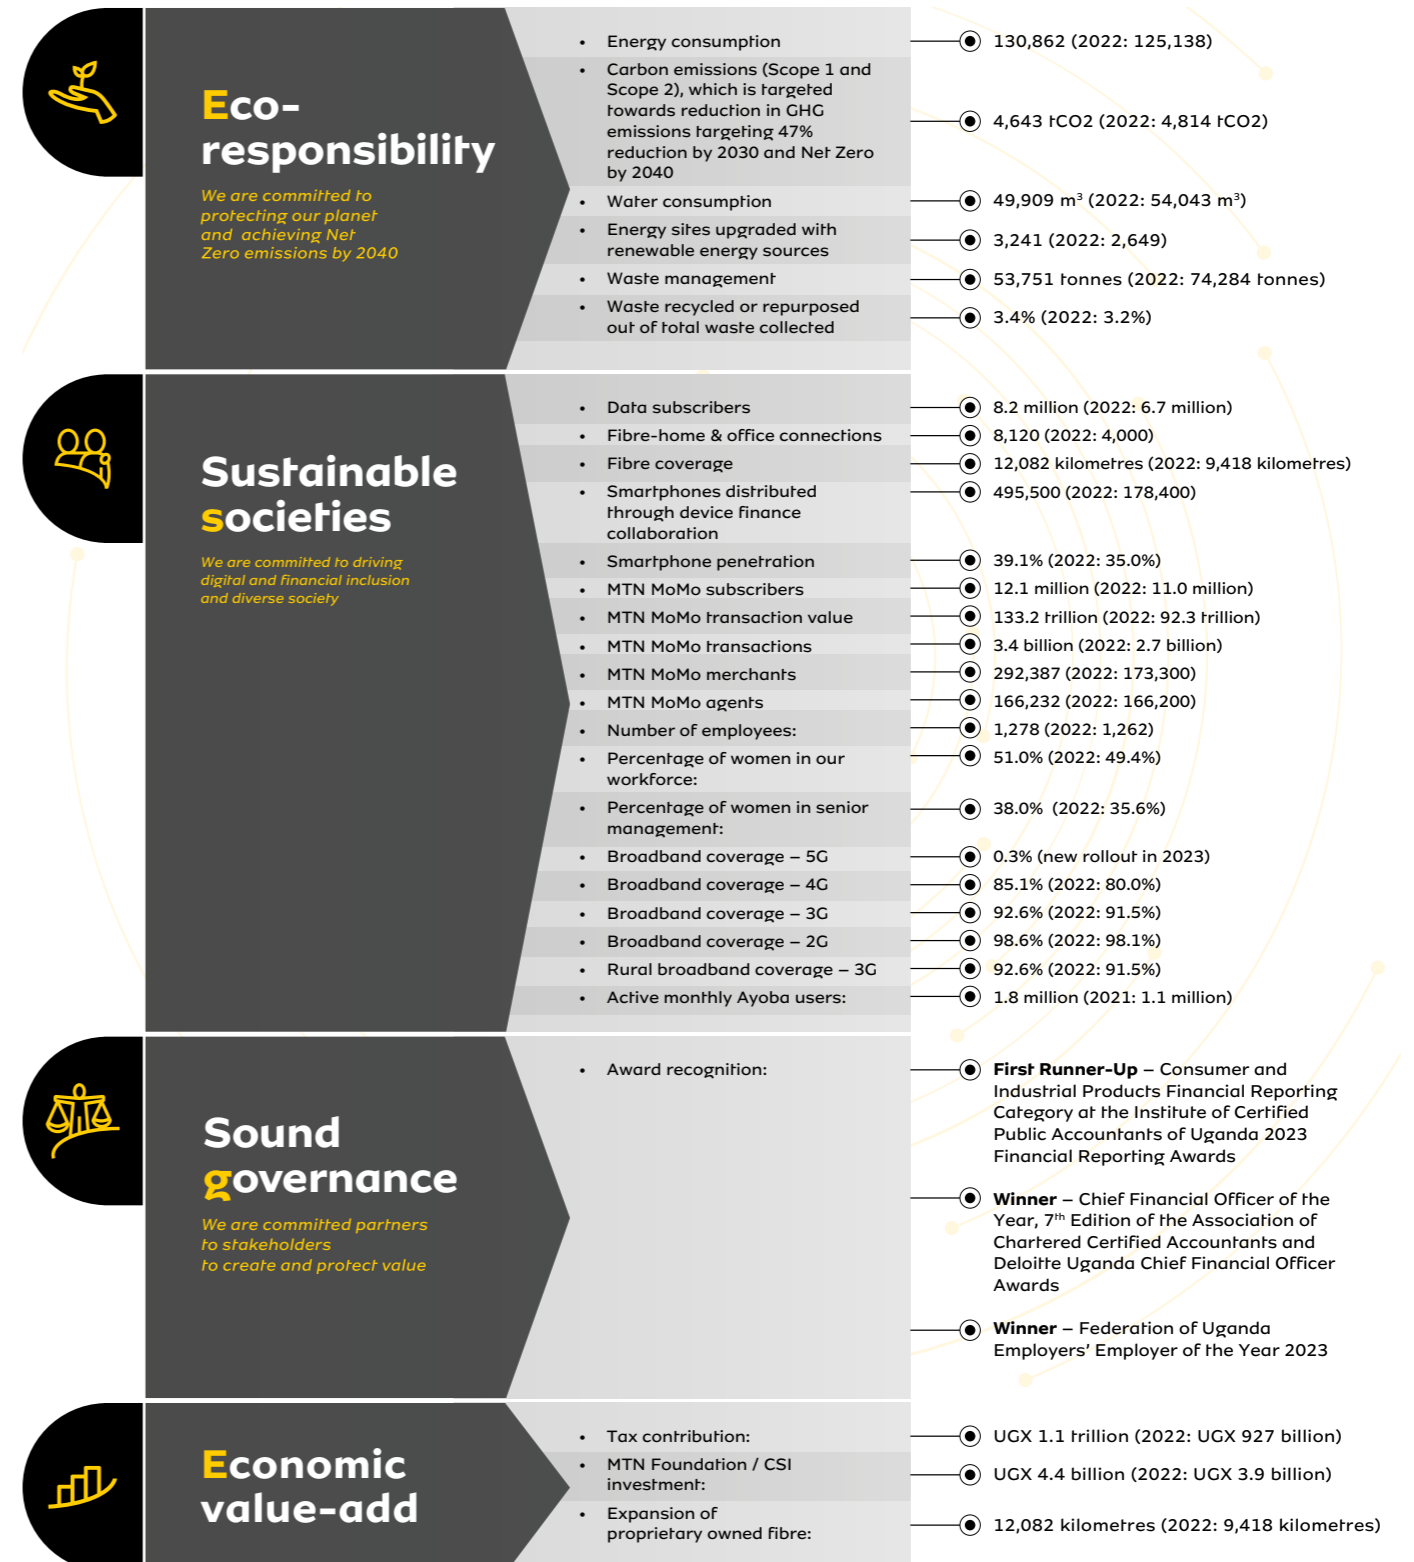 Eco-
responsibility
We are committed to
protecting our planet
and achieving Net
Zero emissions by 2040
• Energy consumption
130,862 (2022: 125,138)
• Carbon emissions (Scope 1 and
Scope 2), which is targeted
towards reduction in GHG
emissions targeting 47%
reduction by 2030 and Net Zero
by 2040
4,643 tCO2 (2022: 4,814 tCO2)
• Water consumption
49,909 m³ (2022: 54,043 m³)
• Energy sites upgraded with
renewable energy sources
3,241 (2022: 2,649)
• Waste management
53,751 tonnes (2022: 74,284 tonnes)
• Waste recycled or repurposed
out of total waste collected
3.4% (2022: 3.2%)
Sustainable
societies
We are committed to driving
digital and financial inclusion
and diverse society
• Data subscribers
8.2 million (2022: 6.7 million)
• Fibre-home & office connections
8,120 (2022: 4,000)
• Fibre coverage
12,082 kilometres (2022: 9,418 kilometres)
• Smartphones distributed
through device finance
collaboration
495,500 (2022: 178,400)
• Smartphone penetration
39.1% (2022: 35.0%)
• MTN MoMo subscribers
12.1 million (2022: 11.0 million)
• MTN MoMo transaction value
133.2 trillion (2022: 92.3 trillion)
• MTN MoMo transactions
3.4 billion (2022: 2.7 billion)
• MTN MoMo merchants
292,387 (2022: 173,300)
• MTN MoMo agents
166,232 (2022: 166,200)
• Number of employees:
1,278 (2022: 1,262)
• Percentage of women in our
workforce:
51.0% (2022: 49.4%)
• Percentage of women in senior
management:
38.0% (2022: 35.6%)
• Broadband coverage – 5G
0.3% (new rollout in 2023)
• Broadband coverage – 4G
85.1% (2022: 80.0%)
• Broadband coverage – 3G
92.6% (2022: 91.5%)
• Broadband coverage – 2G
98.6% (2022: 98.1%)
• Rural broadband coverage – 3G
92.6% (2022: 91.5%)
• Active monthly Ayoba users:
1.8 million (2021: 1.1 million)
Sound
governance
We are committed partners
to stakeholders
to create and protect value
• Award recognition:
First Runner-Up – Consumer and
Industrial Products Financial Reporting
Category at the Institute of Certified
Public Accountants of Uganda 2023
Financial Reporting Awards
Winner – Chief Financial Officer of the
Year, 7th Edition of the Association of
Chartered Certified Accountants and
Deloitte Uganda Chief Financial Officer
Awards
Winner – Federation of Uganda
Employers' Employer of the Year 2023
Economic
value-add
• Tax contribution:
UGX 1.1 trillion (2022: UGX 927 billion)
• MTN Foundation / CSI
investment:
UGX 4.4 billion (2022: UGX 3.9 billion)
• Expansion of
proprietary owned fibre:
12,082 kilometres (2022: 9,418 kilometres)